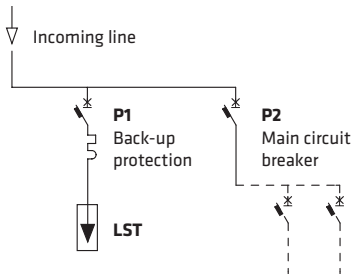 Incoming line
P1
Back-up
protection
P2
Main circuit
breaker
LST